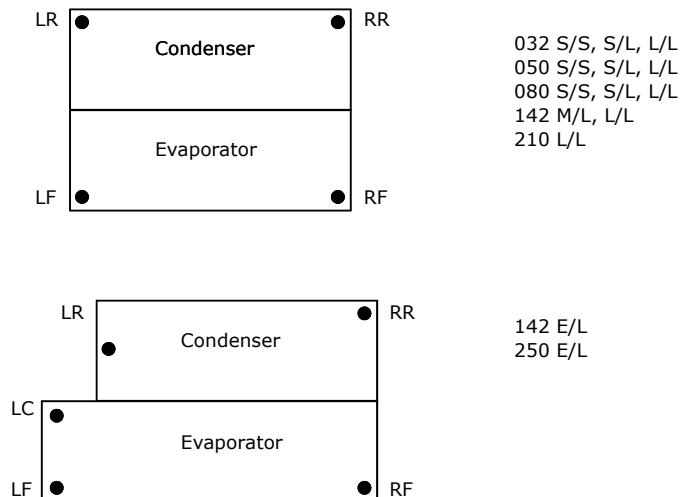 LR
RR
Condenser
Evaporator
LF
RF
032 S/S, S/L, L/L
050 S/S, S/L, L/L
080 S/S, S/L, L/L
142 M/L, L/L
210 L/L
LR
RR
Condenser
LC
Evaporator
LF
RF
142 E/L
250 E/L